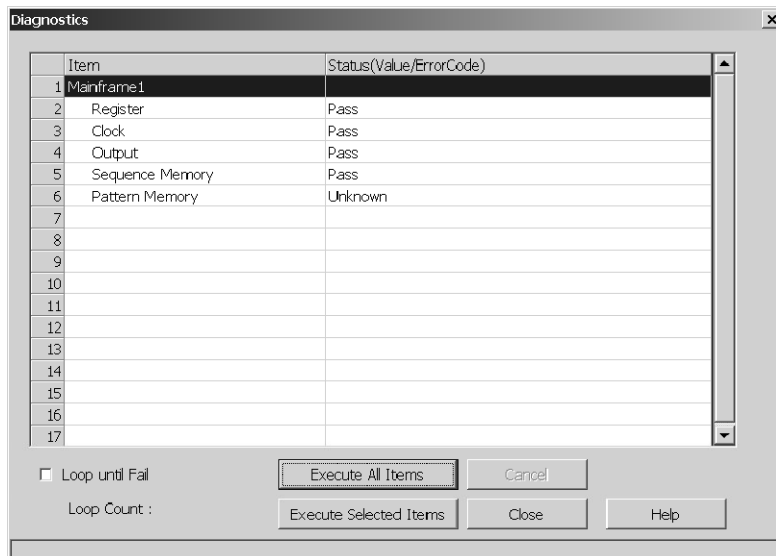 Diagnostics
Item Status(Value/ErrorCode)
1 Mainframe1
2 Register Pass
3 Clock Pass
4 Output Pass
5 Sequence Memory Pass
6 Pattern Memory Unknown
7
8
9
10
11
12
13
14
15
16
17
Loop until Fail Execute All Items Cancel
Loop Count : Execute Selected Items Close Help